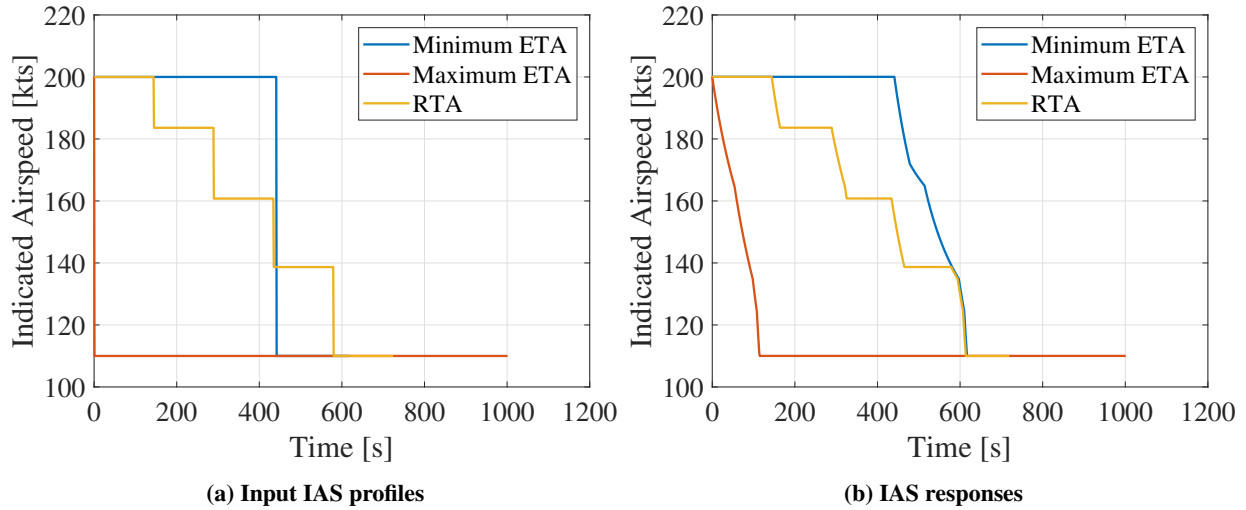 220
200
180
160
140
120
100
0 200 400 600 800 1000 1200
Indicated Airspeed [kts]
Time [s]
Minimum ETA
Maximum ETA
RTA
(a) Input IAS profiles
220
200
180
160
140
120
100
0 200 400 600 800 1000 1200
Indicated Airspeed [kts]
Time [s]
Minimum ETA
Maximum ETA
RTA
(b) IAS responses